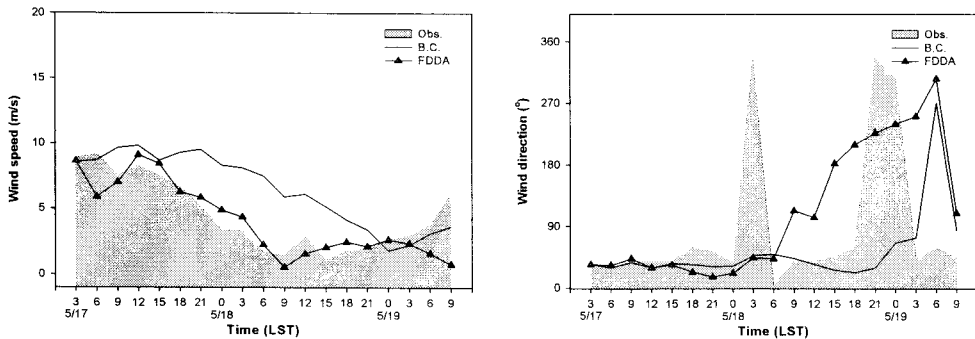 20
15
10
5
0
Wind speed (m/s)
Obs.
B.C.
FDDA
3 6 9 12 15 18 21 0 3 6 9 12 15 18 21 0 3 6 9
5/17 5/18 5/19
Time (LST)
360
270
180
90
0
Wind direction (°)
Obs.
B.C.
FDDA
3 6 9 12 15 18 21 0 3 6 9 12 15 18 21 0 3 6 9
5/17 5/18 5/19
Time (LST)